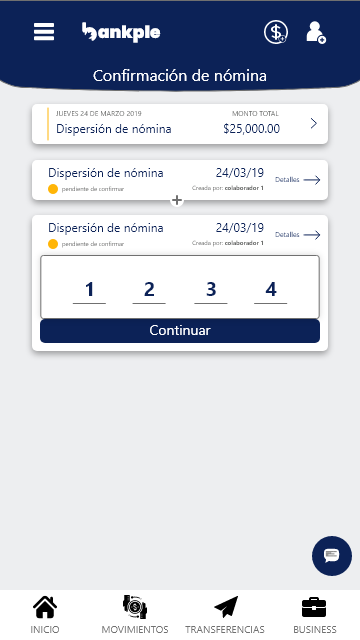 bankple
Confirmación de nómina
JUEVES 24 DE MARZO 2019 MONTO TOTAL
Dispersión de nómina $25,000.00
Dispersión de nómina 24/03/19 Detalles
pendiente de confirmar Creada por: colaborador 1
Dispersión de nómina 24/03/19 Detalles
pendiente de confirmar Creada por: colaborador 1
1 2 3 4
Continuar
INICIO MOVIMIENTOS TRANSFERENCIAS BUSINESS